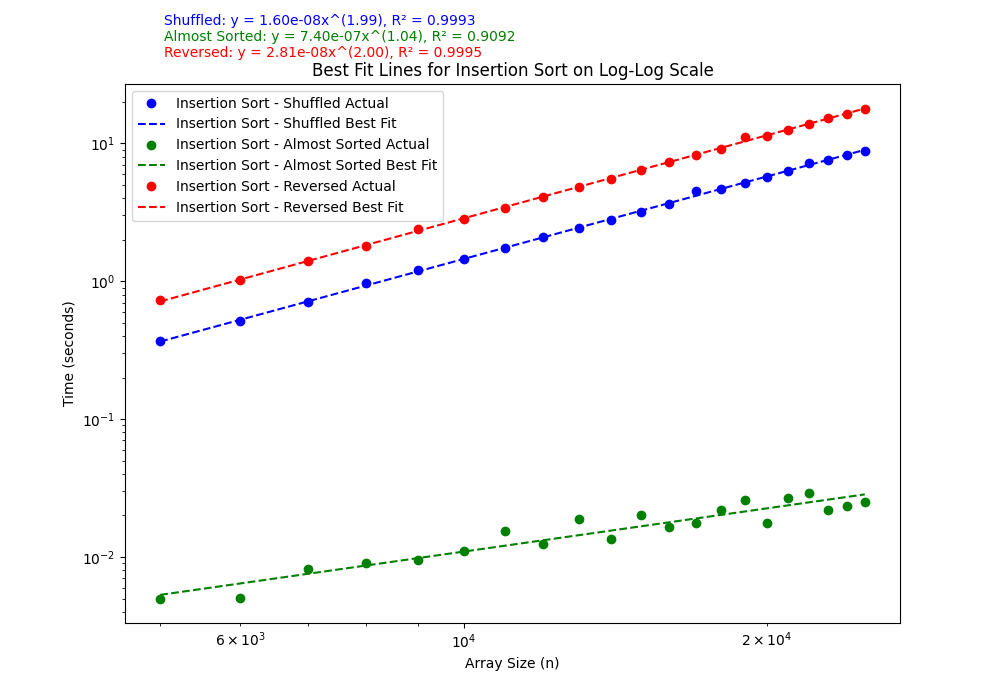 Shuffled: y = 1.60e-08x^(1.99), R² = 0.9993
Almost Sorted: y = 7.40e-07x^(1.04), R² = 0.9092
Reversed: y = 2.81e-08x^(2.00), R² = 0.9995
Best Fit Lines for Insertion Sort on Log-Log Scale
Insertion Sort - Shuffled Actual
Insertion Sort - Shuffled Best Fit
Insertion Sort - Almost Sorted Actual
Insertion Sort - Almost Sorted Best Fit
Insertion Sort - Reversed Actual
Insertion Sort - Reversed Best Fit
Time (seconds)
10¹
10⁰
10⁻¹
10⁻²
6 × 10³
10⁴
2 × 10⁴
Array Size (n)